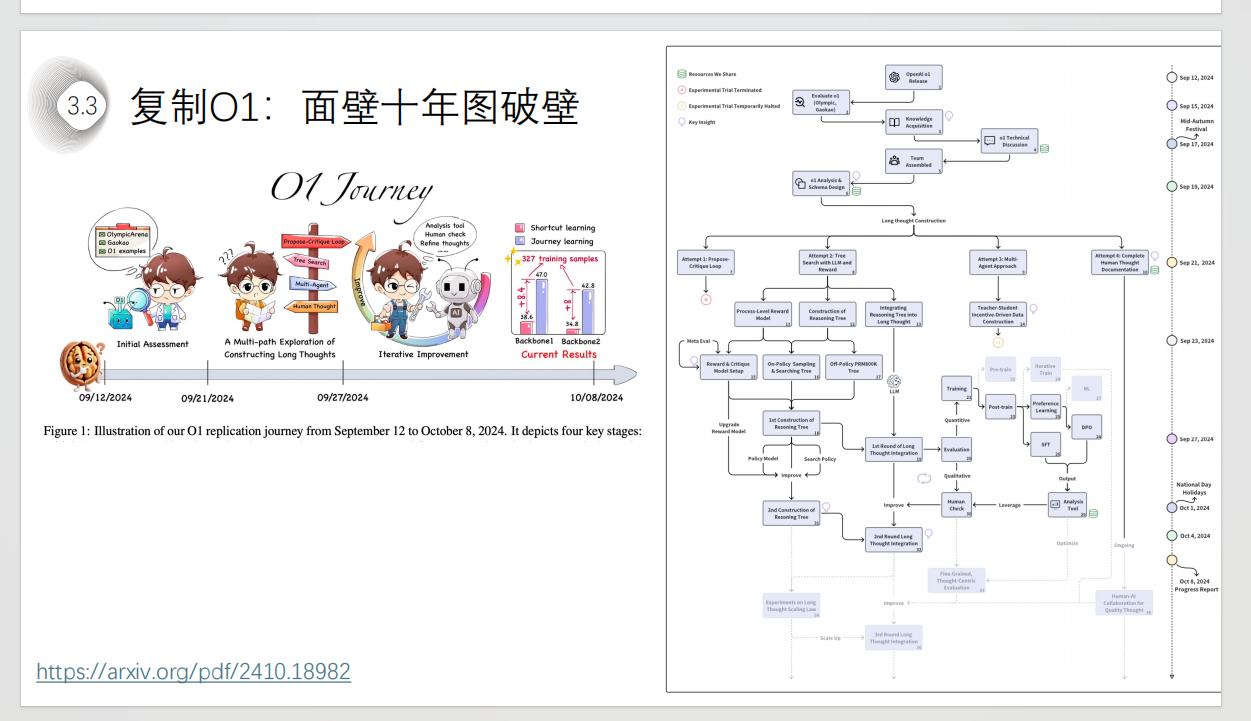 3.3
复制O1：面壁十年图破壁
O1 Journey
OlympicArena
Gaokao
O1 examples
???
Propose-Critique Loop
Tree Search
Multi-Agent
Human Thought
Analysis tool
Human check
Refine thoughts
...
Improve
AI
O1
Shortcut learning
Journey learning
327 training samples
+8.4
38.6
47.0
+8
34.8
42.8
Backbone1
Backbone2
Current Results
Initial Assessment
A Multi-path Exploration of
Constructing Long Thoughts
Iterative Improvement
09/12/2024
09/21/2024
09/27/2024
10/08/2024
Figure 1: Illustration of our O1 replication journey from September 12 to October 8, 2024. It depicts four key stages:
https://arxiv.org/pdf/2410.18982
Resources We Share
Experimental Trial Terminated
Experimental Trial Temporarily Halted
Key Insight
OpenAI o1
Release
Evaluate o1
(Olympic,
Gaokao)
Knowledge
Acquisition
o1 Technical
Discussion
Team
Assembled
o1 Analysis &
Schema Design
Long thought Construction
Attempt 1: Propose-
Critique Loop
Attempt 2: Tree
Search with LLM and
Reward
Attempt 3: Multi-
Agent Approach
Attempt 4: Complete
Human Thought
Documentation
Process-Level Reward
Model
Construction of
Reasoning Tree
Integrating
Reasoning Tree into
Long Thought
Teacher-Student
Incentive-Driven Data
Construction
Meta Eval
Reward & Critique
Model Setup
On-Policy Sampling
& Searching Tree
Off-Policy PRM800K
Tree
LLM
Pre-train
Iterative
Train
RL
Training
Post-train
Preference
Learning
DPO
SFT
Quantitive
Upgrade
Reward Model
1st Construction of
Resoning Tree
1st Round of Long
Thought Integration
Evaluation
Policy Model
Search Policy
Improve
Qualitative
Output
2nd Construction of
Resoning Tree
Improve
Human
Check
Leverage
Analysis
Tool
2nd Round Long
Thought Integration
Optimize
Ongoing
Fine-Grained,
Thought-Centric
Evaluation
Experiments on Long
Thought Scaling Law
Improve
Human-AI
Collaboration for
Quality Thought
Scale Up
3rd Round Long
Thought Integration
Sep 12, 2024
Sep 15, 2024
Mid-Autumn
Festival
Sep 17, 2024
Sep 19, 2024
Sep 21, 2024
Sep 23, 2024
Sep 27, 2024
National Day
Holidays
Oct 1, 2024
Oct 4, 2024
Oct 8, 2024
Progress Report